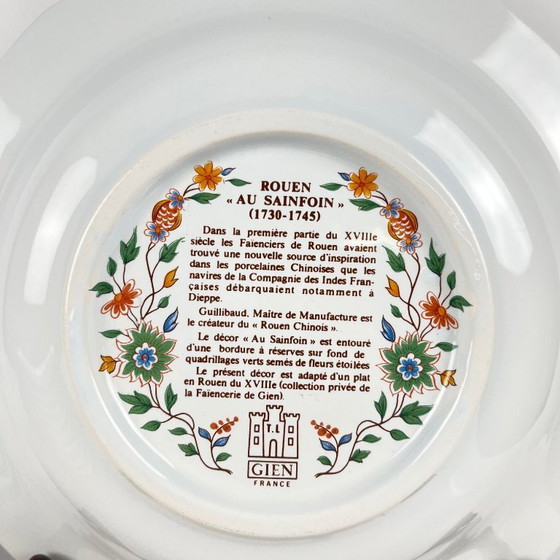 ROUEN
« AU SAINFOIN »
(1730-1745)
Dans la première partie du XVIIIe
siècle les Faienciers de Rouen avaient
trouvé une nouvelle source d'inspiration
dans les porcelaines Chinoises que les
navires de la Compagnie des Indes Fran-
çaises débarquaient notamment à
Dieppe.
Guillibaud, Maître de Manufacture est
le créateur du « Rouen Chinois ».
Le décor « Au Sainfoin » est entouré
d'une bordure à réserves sur fond de
quadrillages verts semés de fleurs étoilées
Le présent décor est adapté d'un plat
en Rouen du XVIIIe (collection privée de
la Faiencerie de Gien).
T.L
GIEN
FRANCE